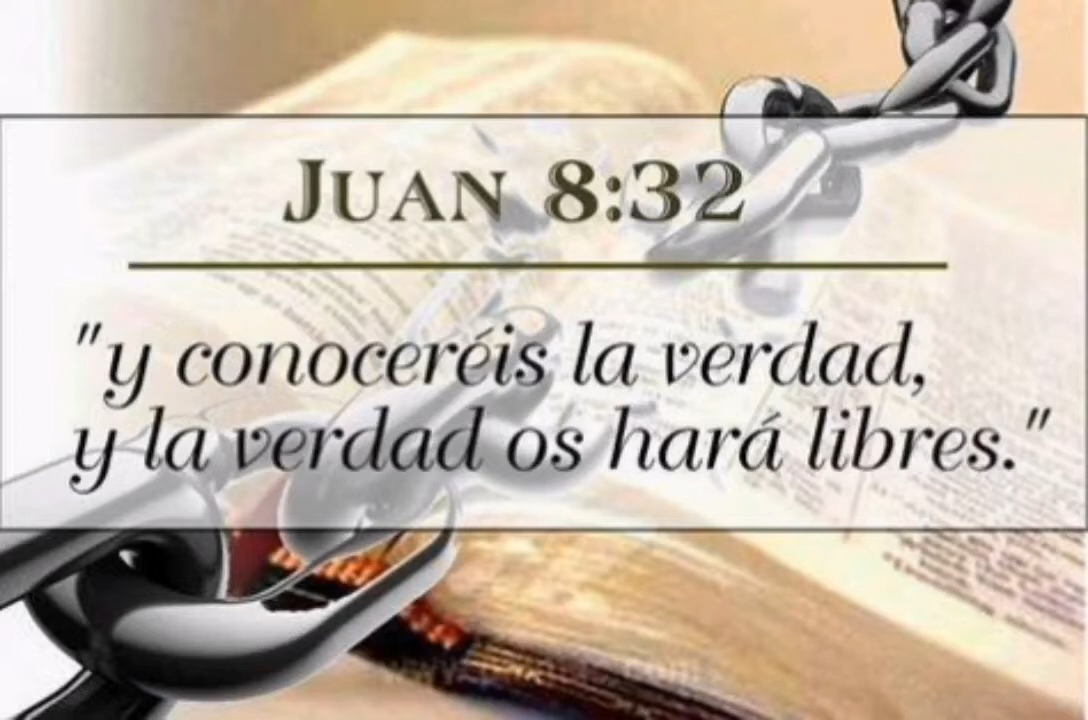 Juan 8:32
"y conoceréis la verdad,
y la verdad os hará libres."